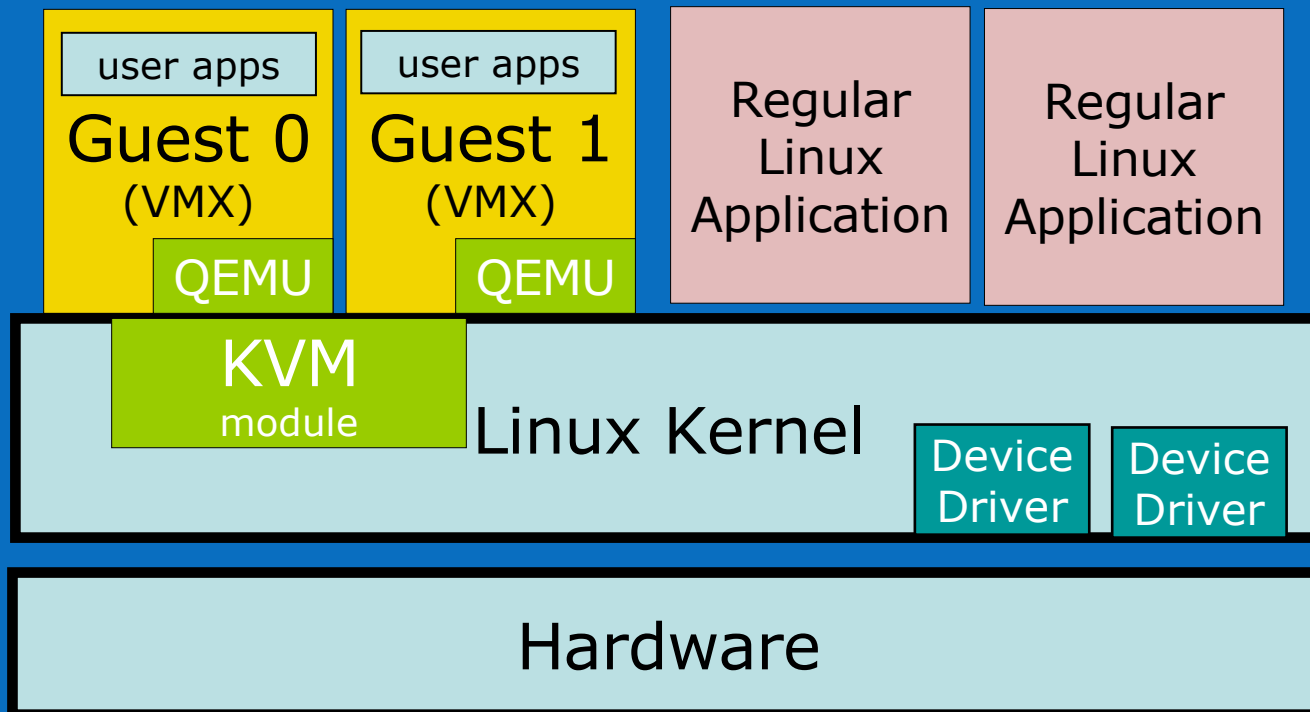 user apps
Guest 0
(VMX)
QEMU
user apps
Guest 1
(VMX)
QEMU
Regular
Linux
Application
Regular
Linux
Application
KVM
module
Linux Kernel
Device
Driver
Device
Driver
Hardware